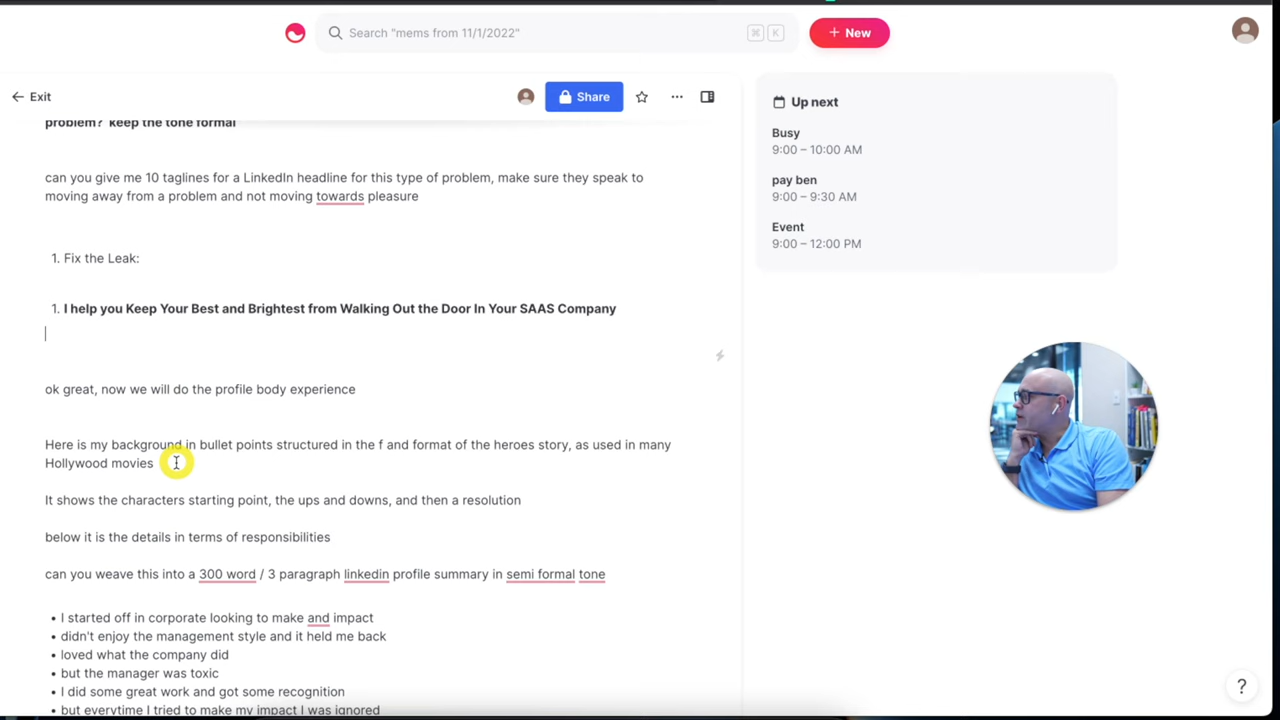 Search "mems from 11/1/2022"
⌘ K
+ New
Exit
Share
Up next
problem? keep the tone formal
Busy
9:00 – 10:00 AM
can you give me 10 taglines for a LinkedIn headline for this type of problem, make sure they speak to
moving away from a problem and not moving towards pleasure
pay ben
9:00 – 9:30 AM
Event
9:00 – 12:00 PM
1. Fix the Leak:
1. I help you Keep Your Best and Brightest from Walking Out the Door In Your SAAS Company
ok great, now we will do the profile body experience
Here is my background in bullet points structured in the f and format of the heroes story, as used in many
Hollywood movies
It shows the characters starting point, the ups and downs, and then a resolution
below it is the details in terms of responsibilities
can you weave this into a 300 word / 3 paragraph linkedin profile summary in semi formal tone
• I started off in corporate looking to make and impact
• didn't enjoy the management style and it held me back
• loved what the company did
• but the manager was toxic
• I did some great work and got some recognition
• but everytime I tried to make my impact I was ignored
?